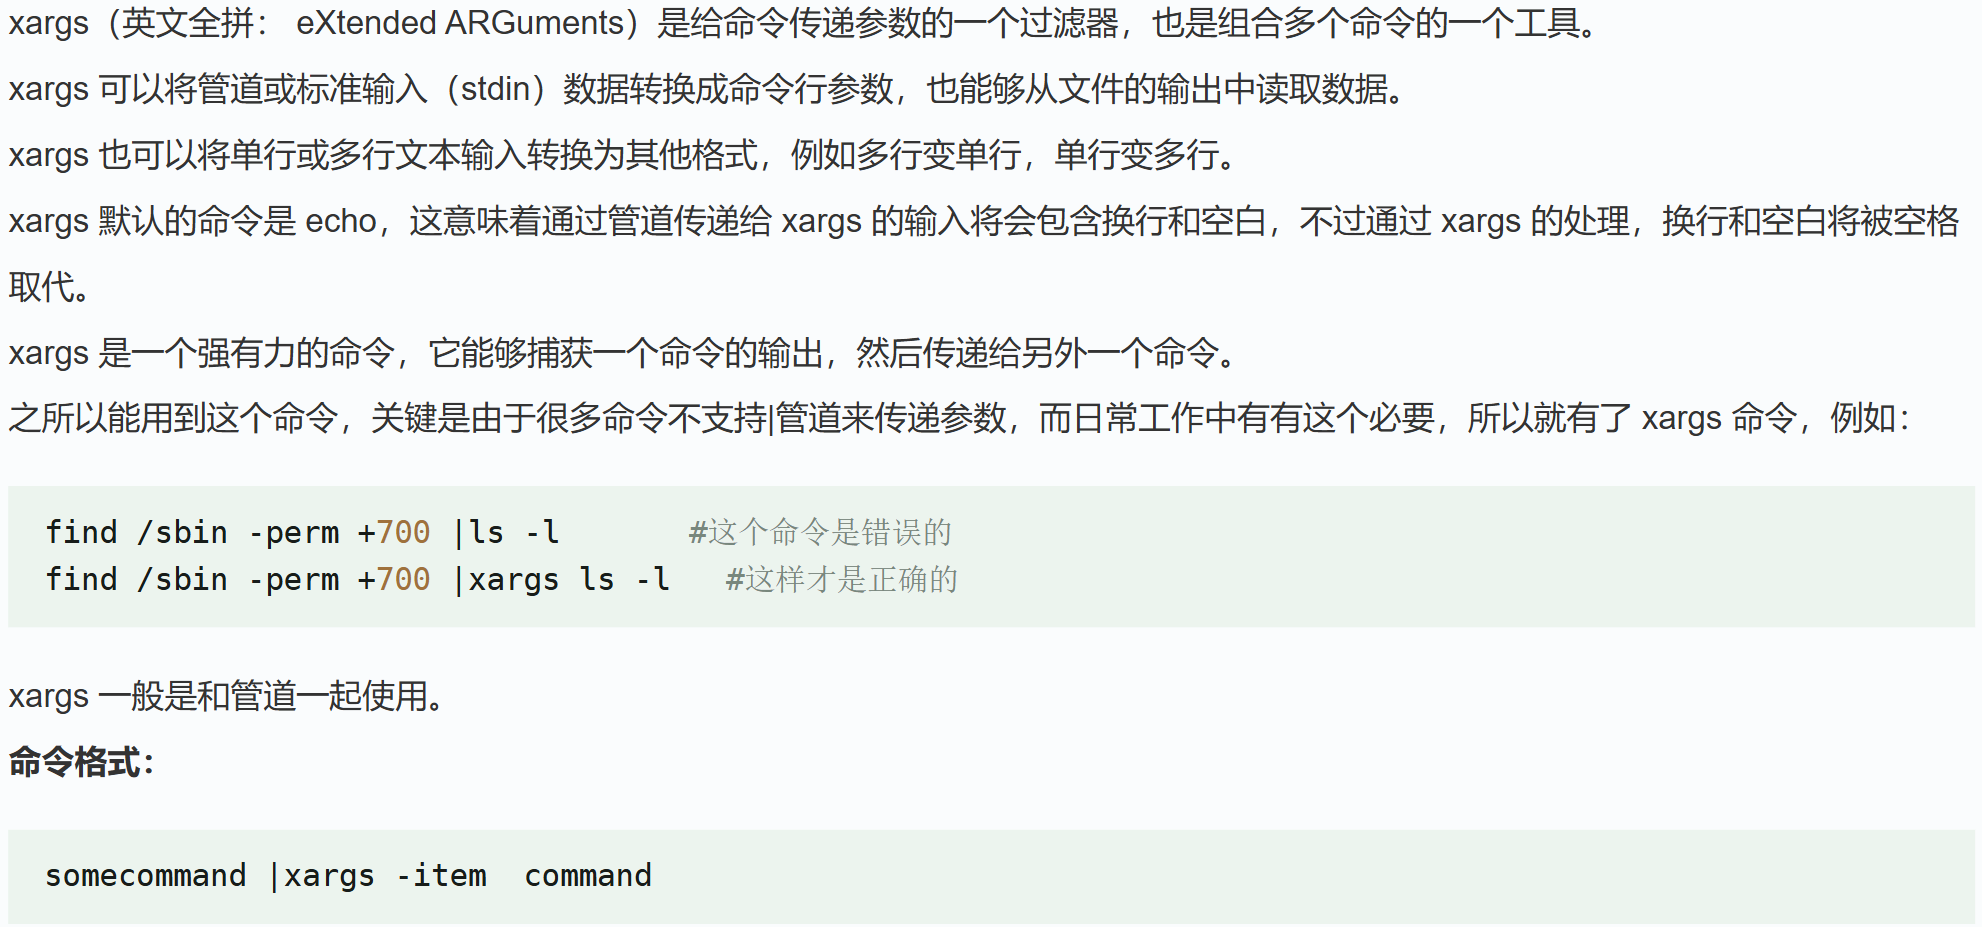 xargs（英文全拼： eXtended ARGuments）是给命令传递参数的一个过滤器，也是组合多个命令的一个工具。
xargs 可以将管道或标准输入（stdin）数据转换成命令行参数，也能够从文件的输出中读取数据。
xargs 也可以将单行或多行文本输入转换为其他格式，例如多行变单行，单行变多行。
xargs 默认的命令是 echo，这意味着通过管道传递给 xargs 的输入将会包含换行和空白，不过通过 xargs 的处理，换行和空白将被空格
取代。
xargs 是一个强有力的命令，它能够捕获一个命令的输出，然后传递给另外一个命令。
之所以能用到这个命令，关键是由于很多命令不支持|管道来传递参数，而日常工作中有有这个必要，所以就有了 xargs 命令，例如：
find /sbin -perm +700 |ls -l       #这个命令是错误的
find /sbin -perm +700 |xargs ls -l   #这样才是正确的
xargs 一般是和管道一起使用。
命令格式：
somecommand |xargs -item  command